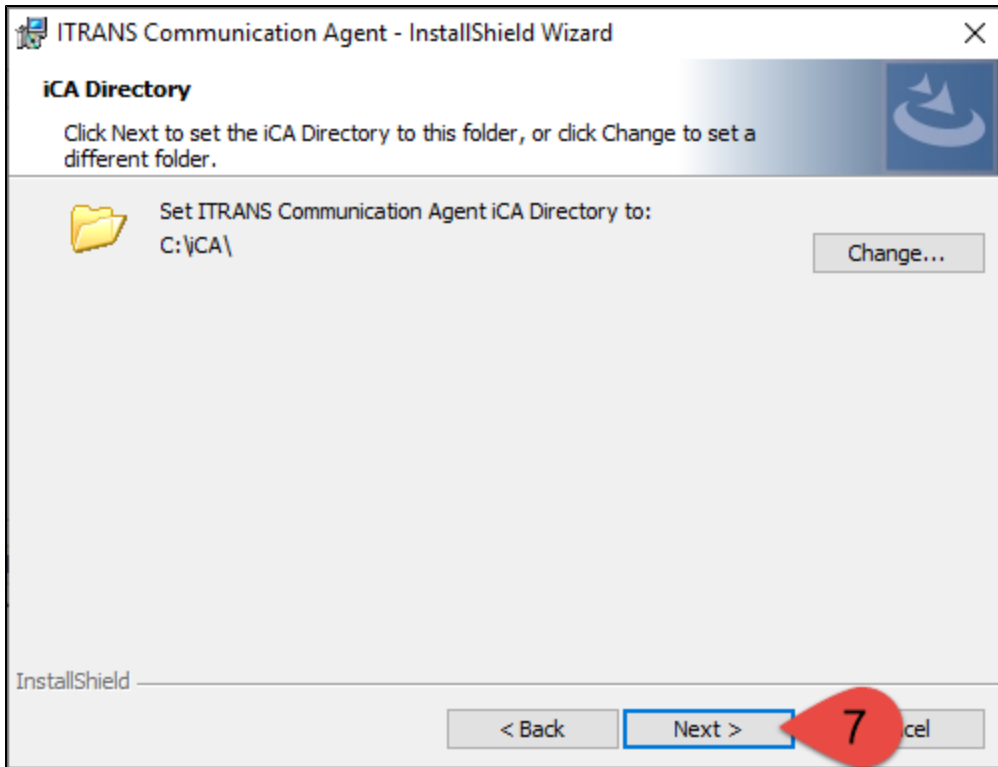 ITRANS Communication Agent - InstallShield Wizard
iCA Directory
Click Next to set the iCA Directory to this folder, or click Change to set a
different folder.
Set ITRANS Communication Agent iCA Directory to:
C:\iCA\
Change...
InstallShield
< Back
Next >
7